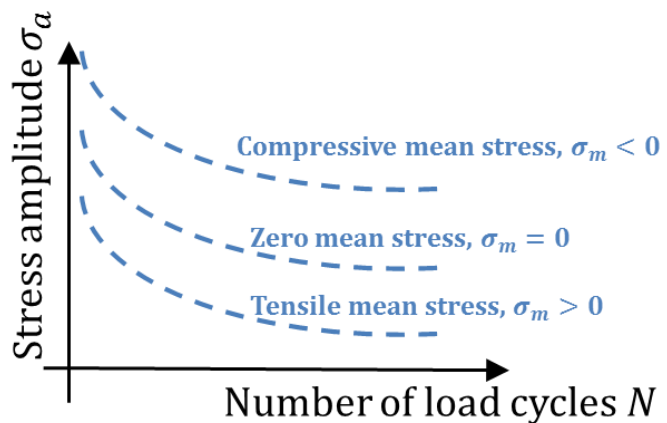 Stress amplitude σₐ
Compressive mean stress, σₘ < 0
Zero mean stress, σₘ = 0
Tensile mean stress, σₘ > 0
Number of load cycles N